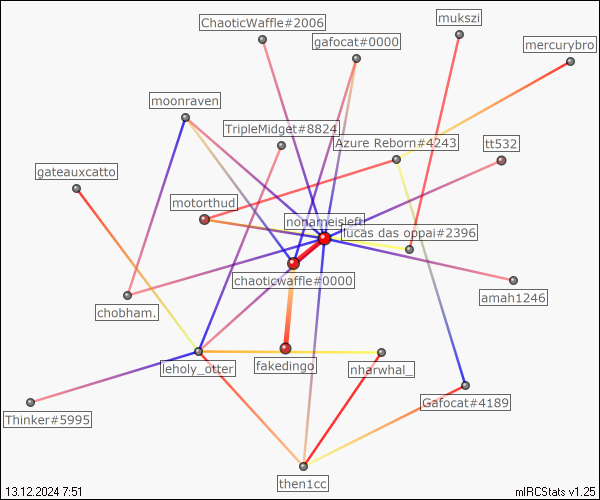 ChaoticWaffle#2006
mukszi
gafocat#0000
mercurybro
moonraven
TripleMidget#8824
Azure Reborn#4243
tt532
gateauxcatto
motorthud
nonameisleft
lucas das oppai#2396
chaoticwaffle#0000
amah1246
chobham.
leholy_otter
fakedingo
nharwhal_
Gafocat#4189
Thinker#5995
then1cc
13.12.2024 7:51
mIRCStats v1.25